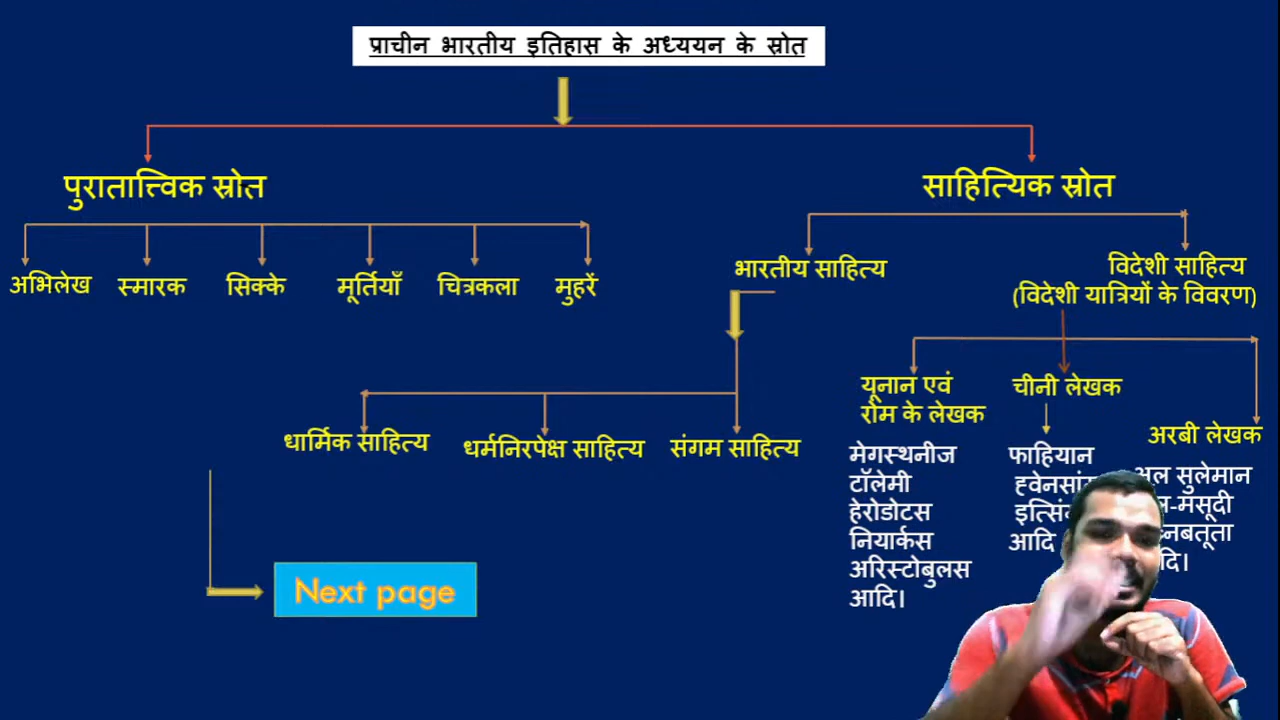 प्राचीन भारतीय इतिहास के अध्ययन के स्रोत
पुरातात्त्विक स्रोत
साहित्यिक स्रोत
अभिलेख
स्मारक
सिक्के
मूर्तियाँ
चित्रकला
मुहरें
भारतीय साहित्य
विदेशी साहित्य
(विदेशी यात्रियों के विवरण)
धार्मिक साहित्य
धर्मनिरपेक्ष साहित्य
संगम साहित्य
यूनान एवं
रोम के लेखक
मेगस्थनीज
टॉलेमी
हेरोडोटस
नियार्कस
अरिस्टोबुलस
आदि।
चीनी लेखक
फाहियान
आदि
अरबी लेखक
अल सुलेमान
Next page